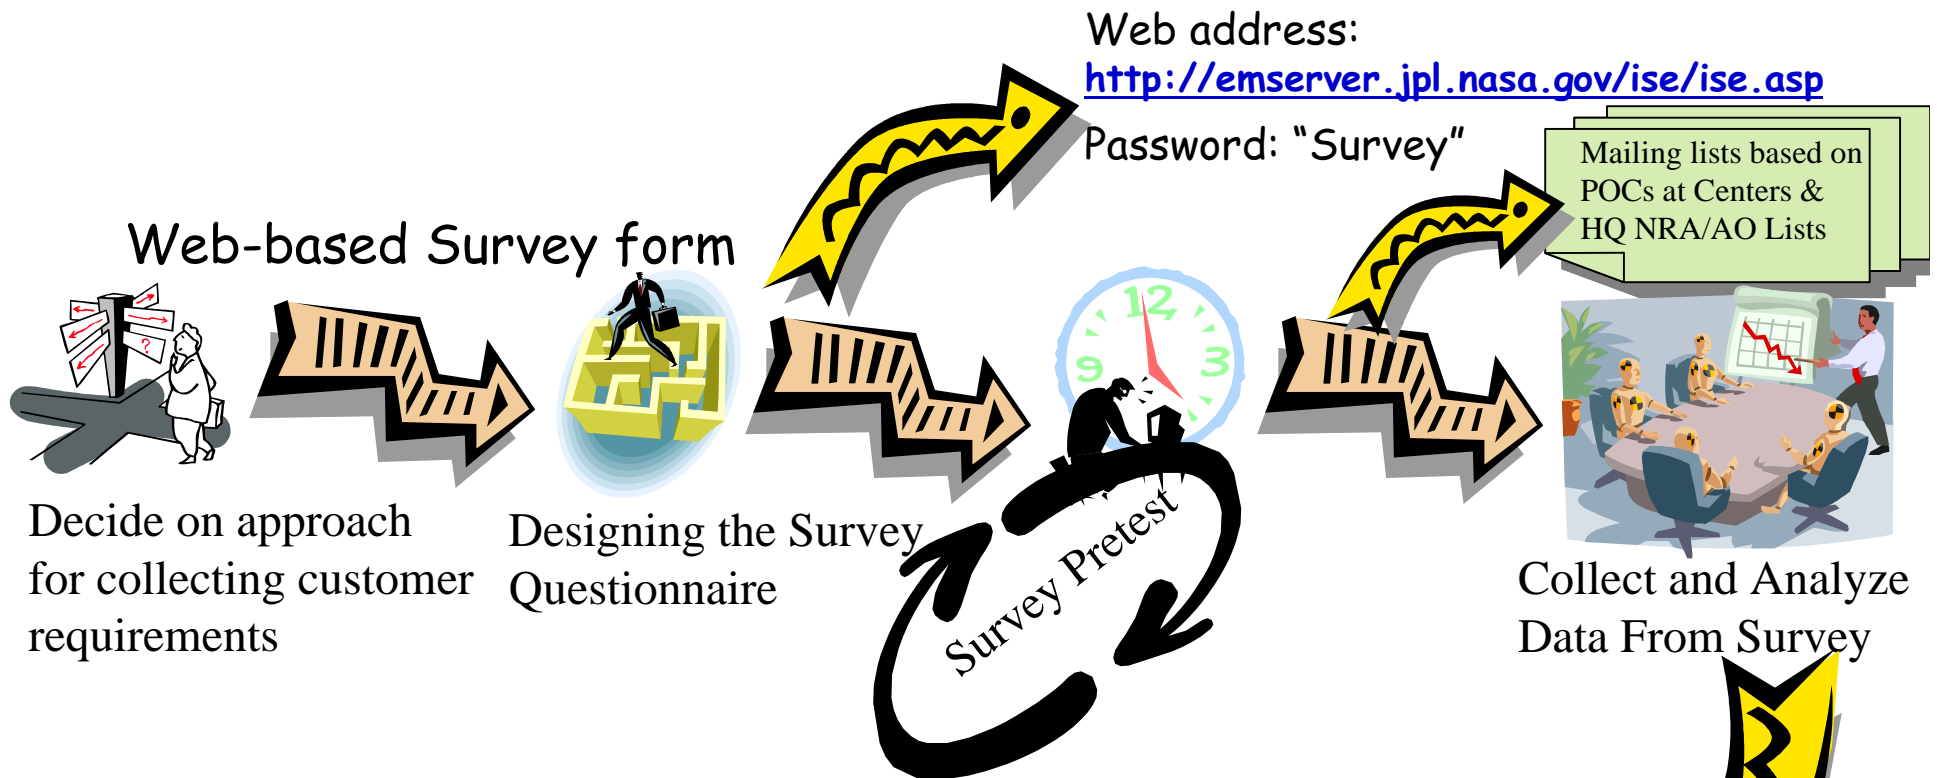 Web address:
http://emserver.jpl.nasa.gov/ise/ise.asp
Password: “Survey”
Mailing lists based on
POCs at Centers &
HQ NRA/AO Lists
Web-based Survey form
?
12
3
9
Decide on approach
for collecting customer
requirements
Designing the Survey
Questionnaire
Survey Pretest
Collect and Analyze
Data From Survey